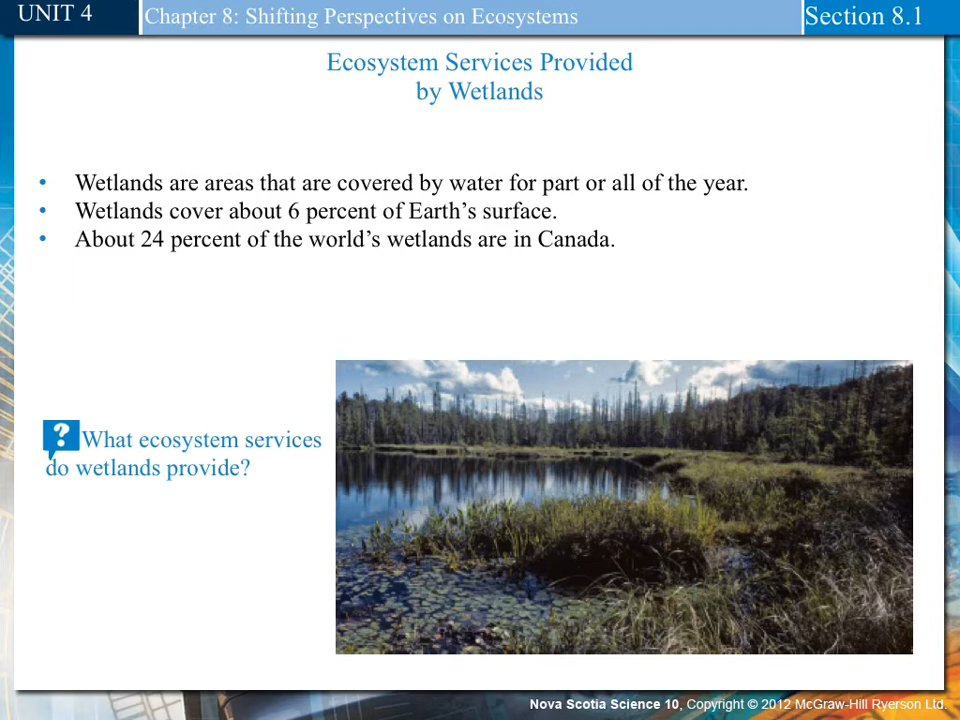 UNIT 4
Chapter 8: Shifting Perspectives on Ecosystems
Section 8.1
Ecosystem Services Provided
by Wetlands
• Wetlands are areas that are covered by water for part or all of the year.
• Wetlands cover about 6 percent of Earth’s surface.
• About 24 percent of the world’s wetlands are in Canada.
? What ecosystem services
do wetlands provide?
Nova Scotia Science 10, Copyright © 2012 McGraw-Hill Ryerson Ltd.